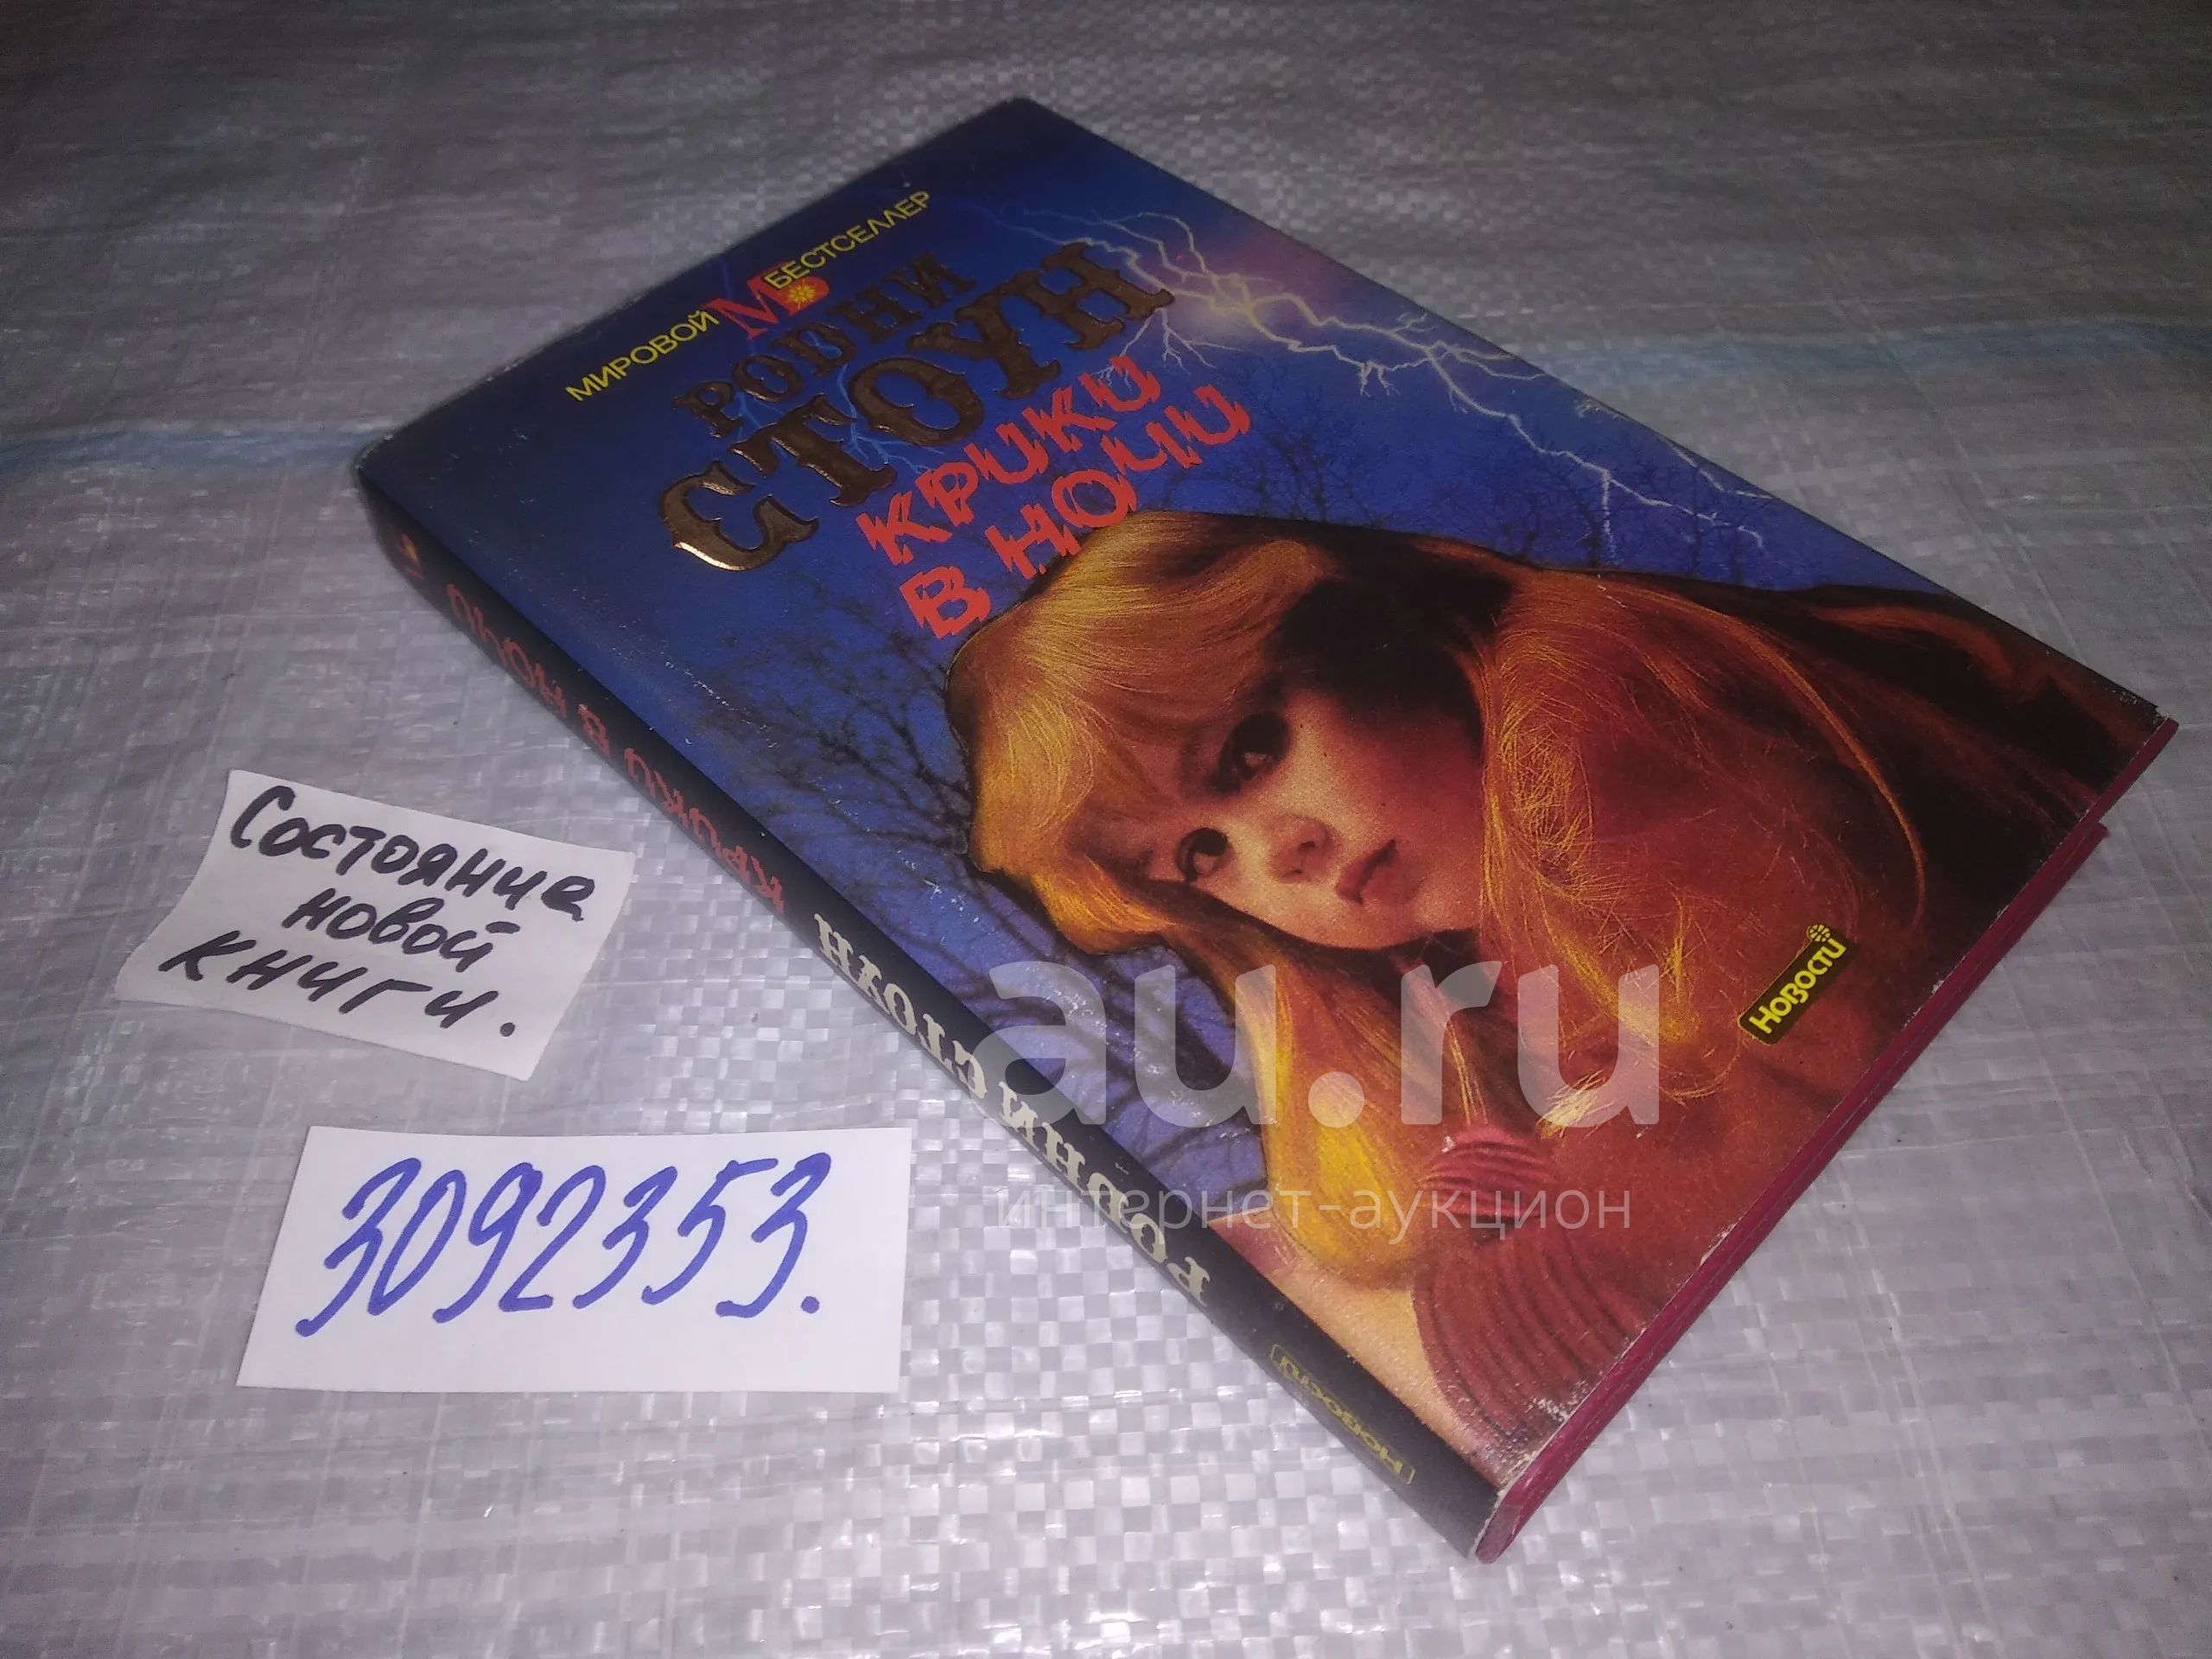 МИРОВОЙ МБ БЕСТСЕЛЛЕР
РОДНИ
СТОУН
КРИКИ
В НОЧИ
Новости
КРИКИ В НОЧИ
РОДНИ СТОУН
Новости
Состояние
новой
книги.
3092353.
au.ru
интернет-аукцион